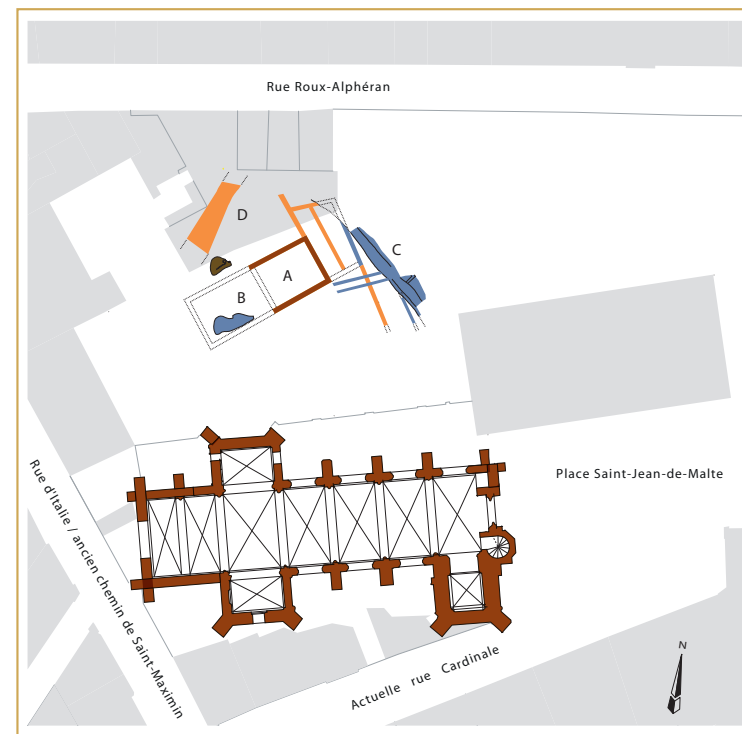 Rue Roux-Alphéran
D
C
A
B
Place Saint-Jean-de-Malte
Rue d'Italie / ancien chemin de Saint-Maximin
Actuelle rue Cardinale
N